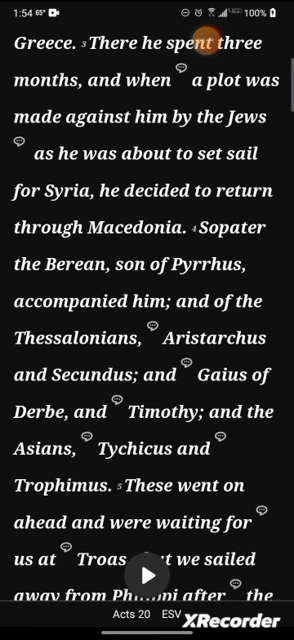 1:54 65° 100%
Greece. 3 There he spent three
months, and when a plot was
made against him by the Jews
as he was about to set sail
for Syria, he decided to return
through Macedonia. 4 Sopater
the Berean, son of Pyrrhus,
accompanied him; and of the
Thessalonians, Aristarchus
and Secundus; and Gaius of
Derbe, and Timothy; and the
Asians, Tychicus and
Trophimus. 5 These went on
ahead and were waiting for
us at Troas, we sailed
away from Philippi after the
Acts 20 ESV
XRecorder